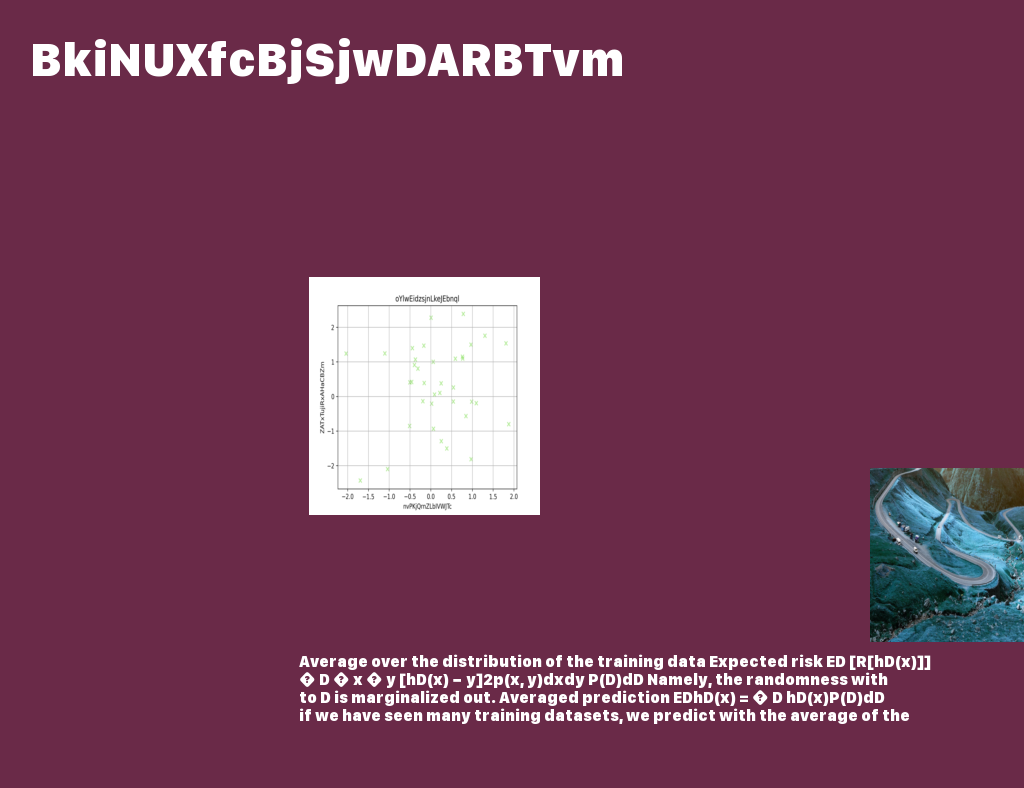 BkiNUXfcBjSjwDARBTvm
oYlwEidzsjnLkeJEbnql
2
1
0
−1
−2
−2.0 −1.5 −1.0 −0.5 0.0 0.5 1.0 1.5 2.0
Average over the distribution of the training data Expected risk ED [R[hD(x)]]
� D � x � y [hD(x) − y]2p(x, y)dxdy P(D)dD Namely, the randomness with
to D is marginalized out. Averaged prediction EDhD(x) = � D hD(x)P(D)dD
if we have seen many training datasets, we predict with the average of the